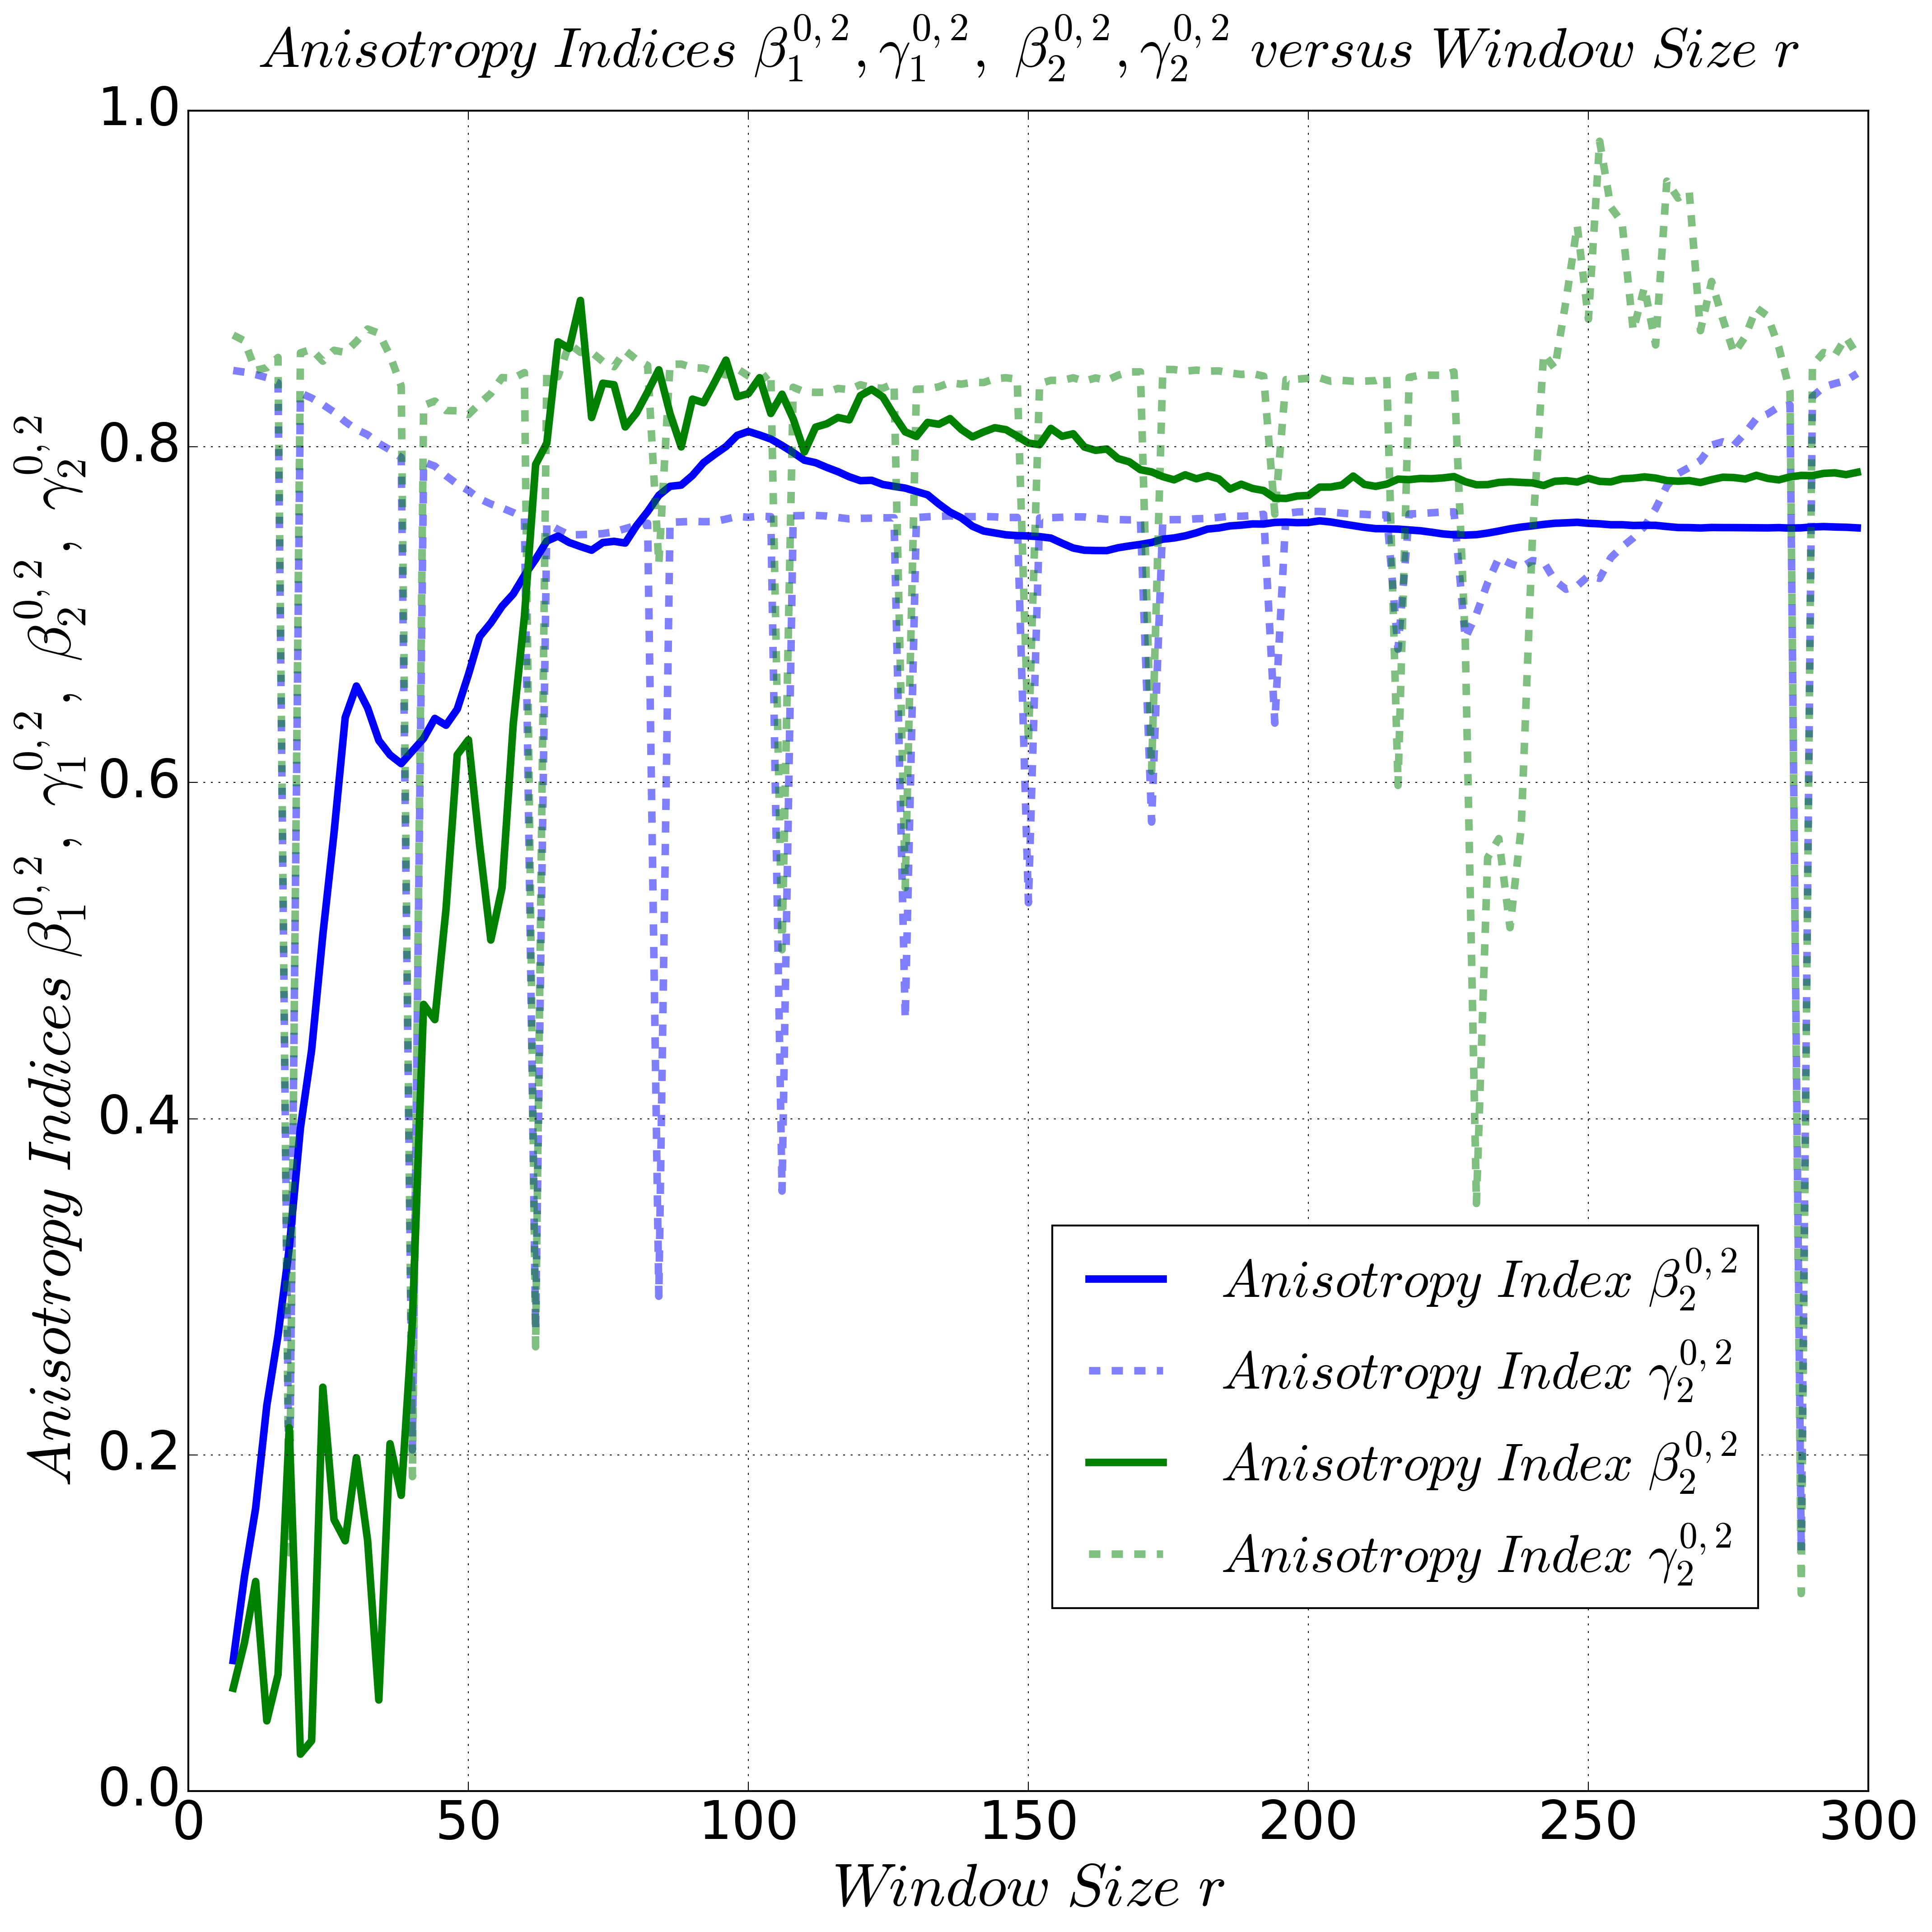 Anisotropy Indices β₁^{0,2}, γ₁^{0,2}, β₂^{0,2}, γ₂^{0,2} versus Window Size r
Anisotropy Indices β₁^{0,2}, γ₁^{0,2}, β₂^{0,2}, γ₂^{0,2}
1.0
0.8
0.6
0.4
0.2
0.0
Anisotropy Index β₂^{0,2}
Anisotropy Index γ₂^{0,2}
Anisotropy Index β₂^{0,2}
Anisotropy Index γ₂^{0,2}
0 50 100 150 200 250 300
Window Size r